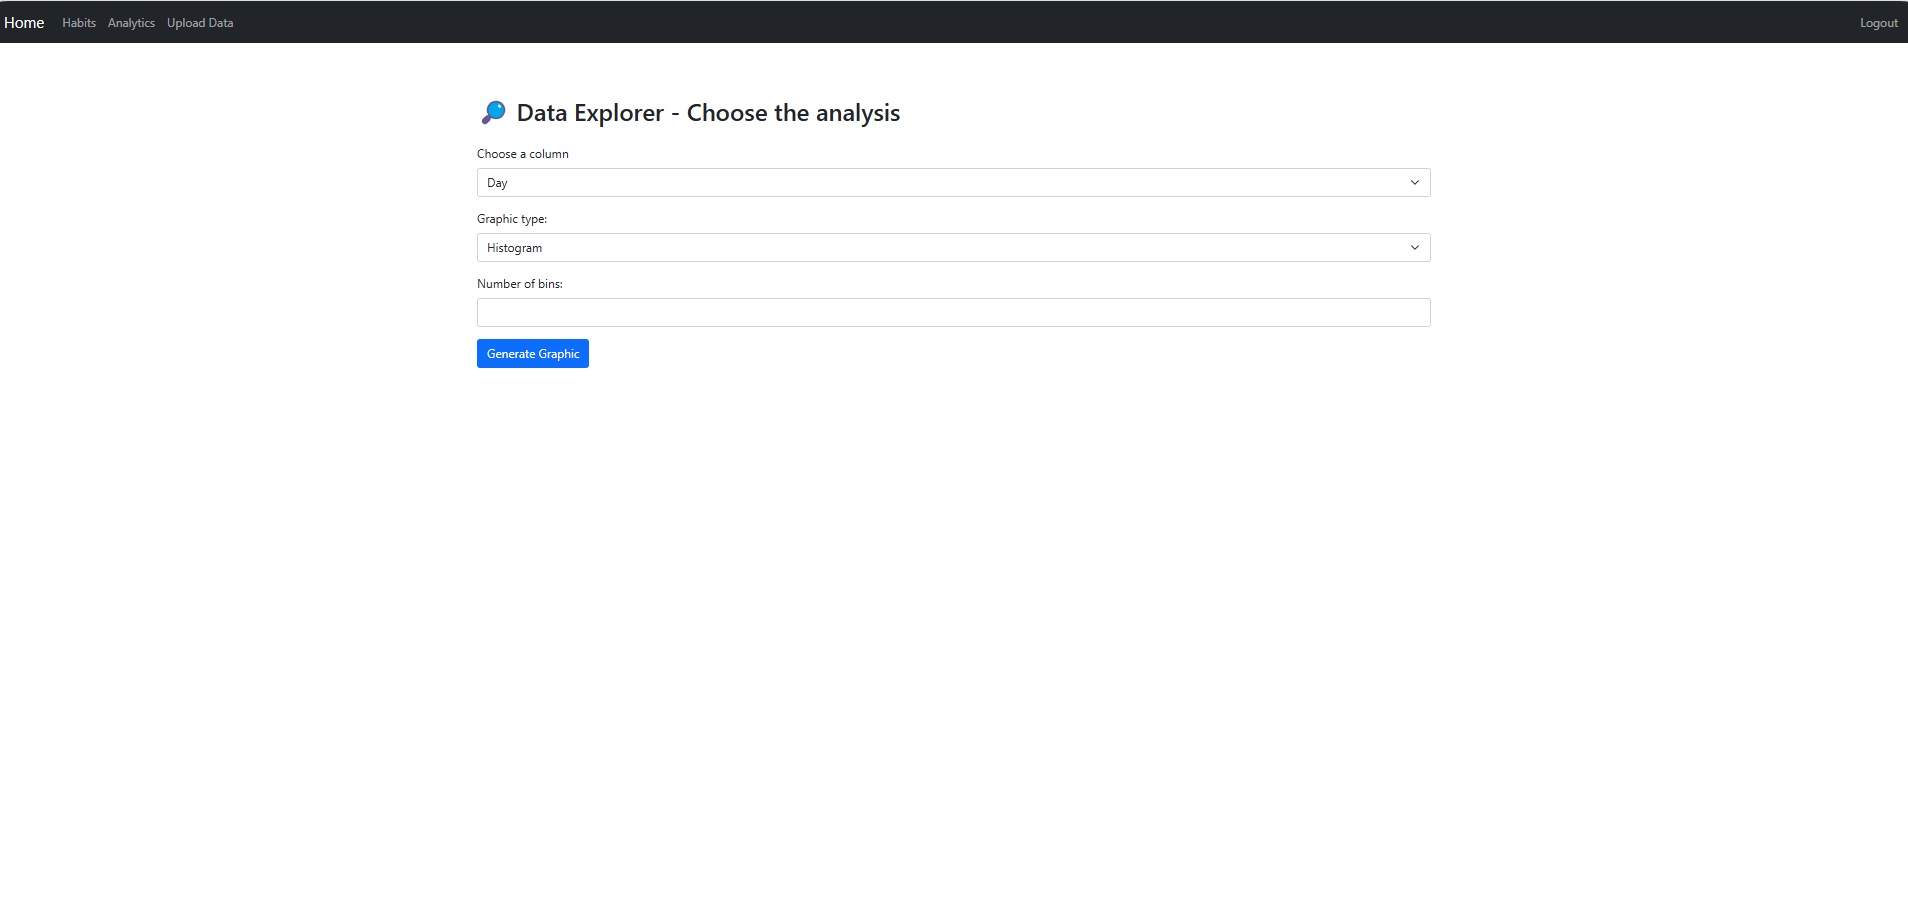 Home Habits Analytics Upload Data Logout
Data Explorer - Choose the analysis
Choose a column
Day
Graphic type:
Histogram
Number of bins:
Generate Graphic